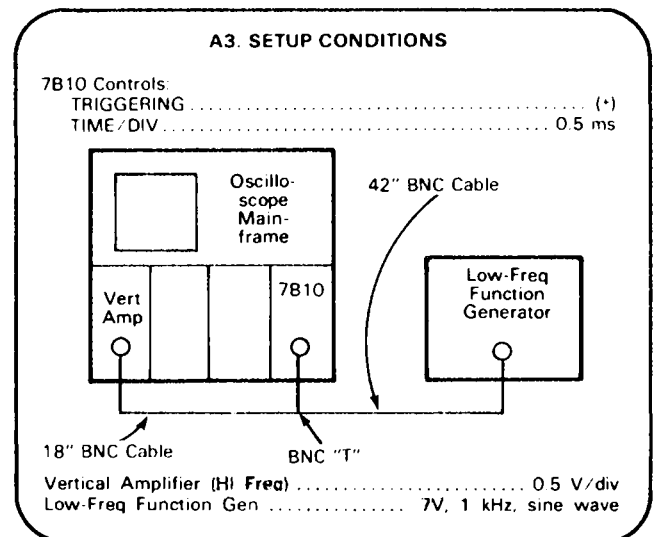 A3. SETUP CONDITIONS
7B10 Controls:
TRIGGERING ........................................ (+)
TIME/DIV ........................................ 0.5 ms
Oscillo-
scope
Main-
frame
42" BNC Cable
Vert
Amp
7B10
Low-Freq
Function
Generator
18" BNC Cable
BNC "T"
Vertical Amplifier (HI Freq) ........................ 0.5 V/div
Low-Freq Function Gen ............... 7V, 1 kHz, sine wave